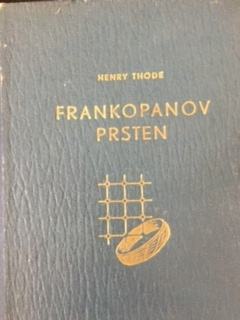 HENRY THODE
FRANKOPANOV
PRSTEN